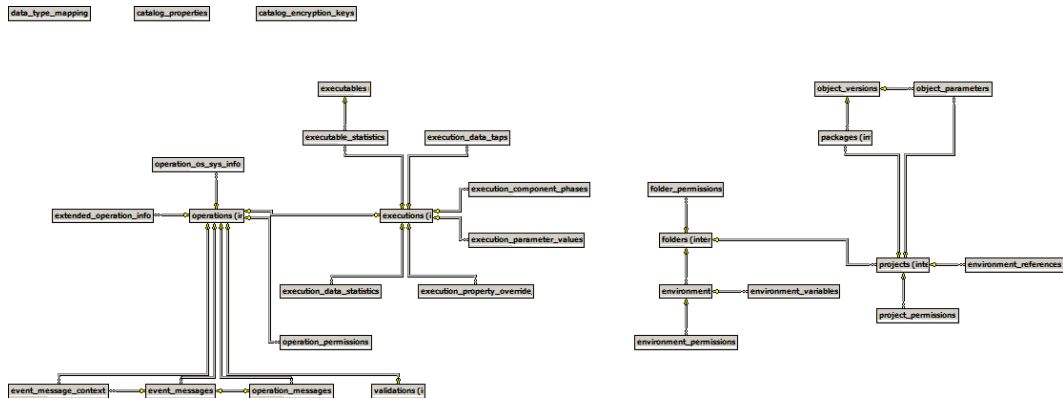 data_type_mapping
catalog_properties
catalog_encryption_keys
executables
object_versions
object_parameters
executable_statistics
execution_data_taps
packages (in
operation_os_sys_info
execution_component_phases
folder_permissions
extended_operation_info
operations (in
executions (i
execution_parameter_values
folders (inter
projects (inte
environment_references
execution_data_statistics
execution_property_override
environment
environment_variables
project_permissions
operation_permissions
environment_permissions
event_message_context
event_messages
operation_messages
validations (i